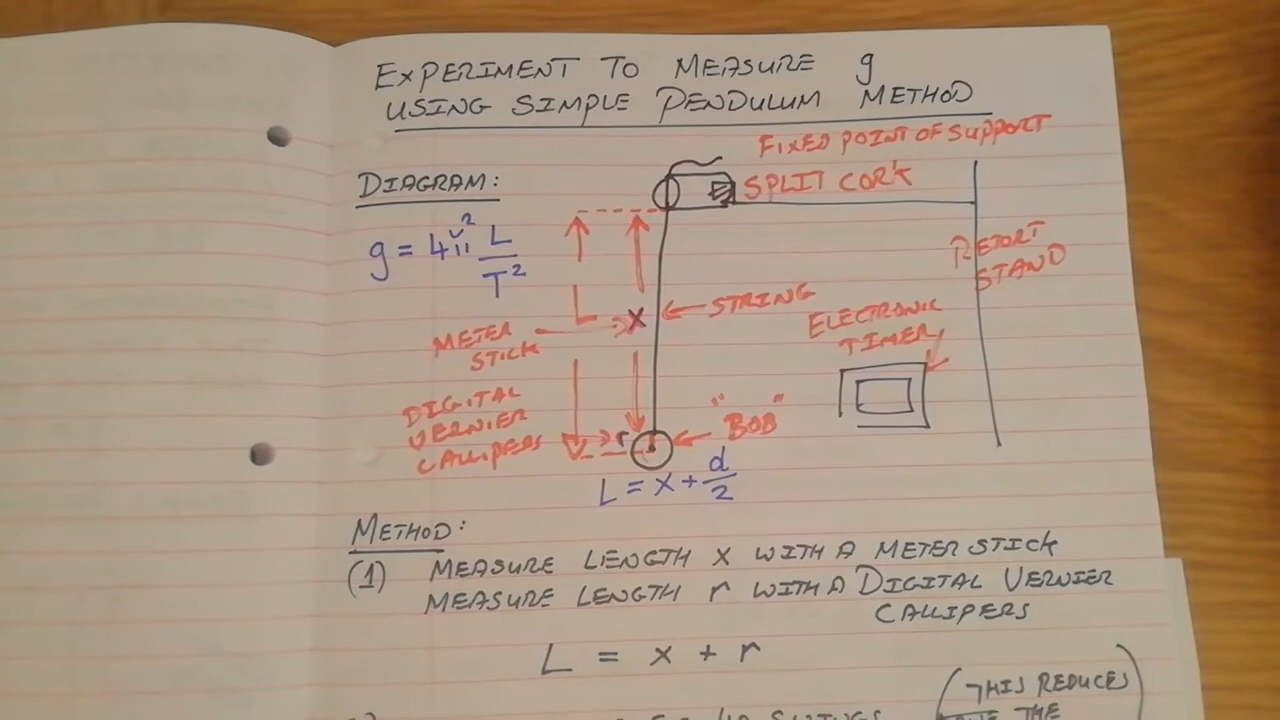 EXPERIMENT TO MEASURE g
USING SIMPLE PENDULUM METHOD
FIXED POINT OF SUPPORT
SPLIT CORK
DIAGRAM:
g = 4π² L/T²
RETORT
STAND
L
X
STRING
METER
STICK
ELECTRONIC
TIMER
DIGITAL
VERNIER
CALLIPERS
r
"BOB"
L = x + d/2
METHOD:
(1) MEASURE LENGTH X WITH A METER STICK
MEASURE LENGTH r WITH A DIGITAL VERNIER
CALLIPERS
L = x + r
(THIS REDUCES)
THE
SWINGS